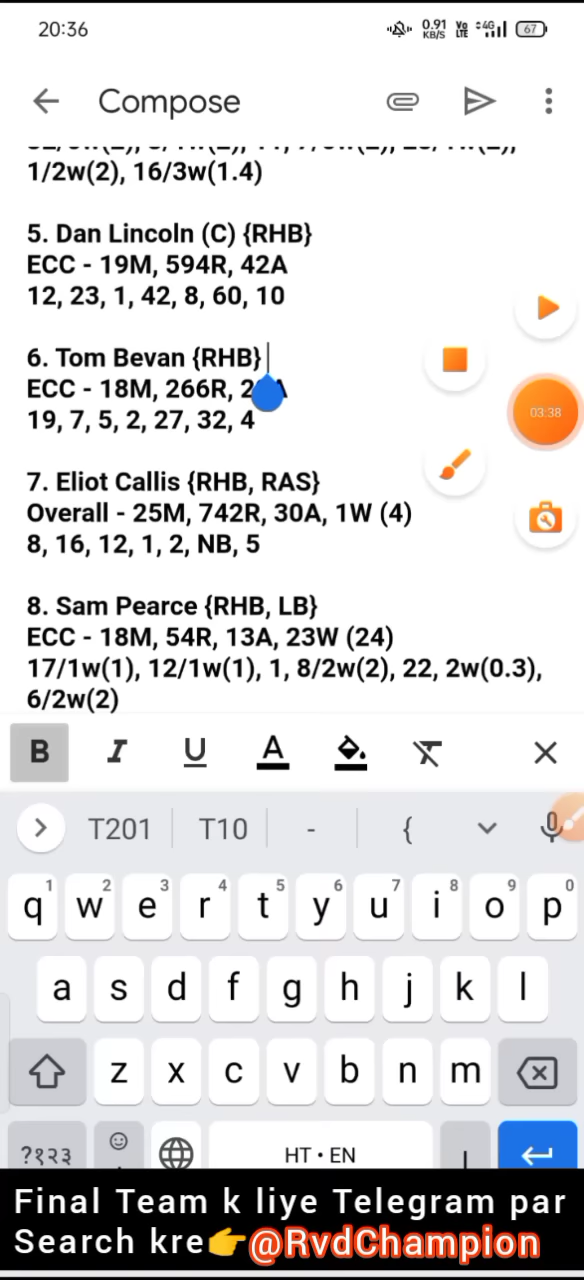 20:36
0.91 KB/S Vo LTE 4G 67
Compose
1/2w(2), 16/3w(1.4)
5. Dan Lincoln (C) {RHB}
ECC - 19M, 594R, 42A
12, 23, 1, 42, 8, 60, 10
6. Tom Bevan {RHB}
ECC - 18M, 266R,
19, 7, 5, 2, 27, 32, 4
03:38
7. Eliot Callis {RHB, RAS}
Overall - 25M, 742R, 30A, 1W (4)
8, 16, 12, 1, 2, NB, 5
8. Sam Pearce {RHB, LB}
ECC - 18M, 54R, 13A, 23W (24)
17/1w(1), 12/1w(1), 1, 8/2w(2), 22, 2w(0.3),
6/2w(2)
B I U A
T201 T10 - {
1 2 3 4 5 6 7 8 9 0
q w e r t y u i o p
a s d f g h j k l
z x c v b n m
?१२३ , HT • EN |
Final Team k liye Telegram par
Search kre👉@RvdChampion